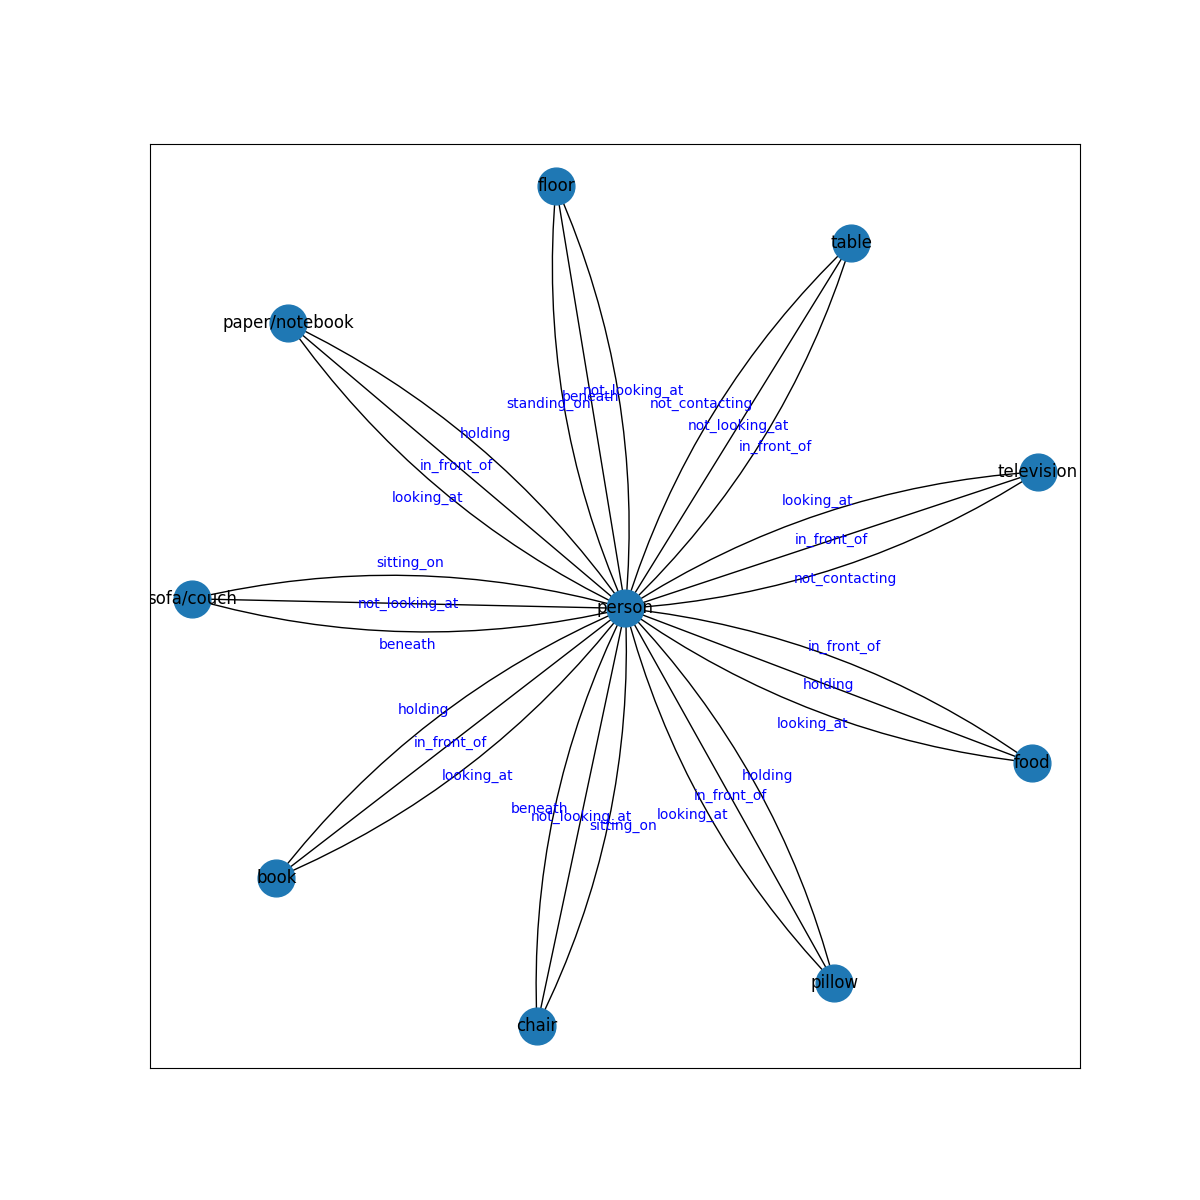 floor
table
paper/notebook
not_looking_at
beneath
standing_on
not_contacting
not_looking_at
holding
in_front_of
in_front_of
television
looking_at
looking_at
in_front_of
sitting_on
not_contacting
sofa/couch
not_looking_at
person
beneath
in_front_of
holding
holding
looking_at
in_front_of
food
looking_at
holding
in_front_of
beneath
not_looking_at
looking_at
sitting_on
book
pillow
chair